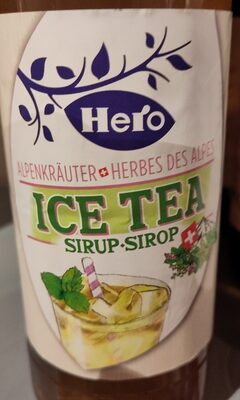 Hero
ALPENKRÄUTER HERBES DES ALPES
ICE TEA
SIRUP·SIROP